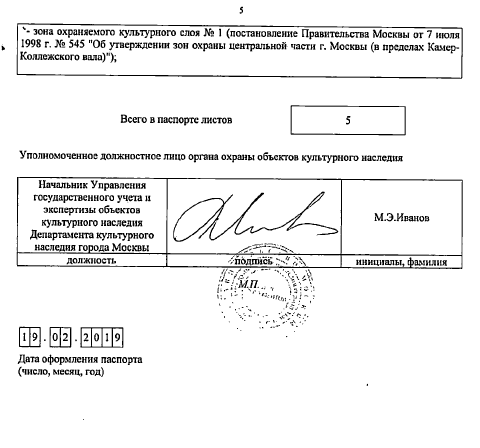 5
- зона охраняемого культурного слоя № 1 (постановление Правительства Москвы от 7 июля
1998 г. № 545 "Об утверждении зон охраны центральной части г. Москвы (в пределах Камер-
Коллежского вала)");
Всего в паспорте листов 5
Уполномоченное должностное лицо органа охраны объектов культурного наследия
Начальник Управления
государственного учета и
экспертизы объектов
культурного наследия
Департамента культурного
наследия города Москвы
М.Э.Иванов
должность подпись инициалы, фамилия
М.П.
19.02.2019
Дата оформления паспорта
(число, месяц, год)